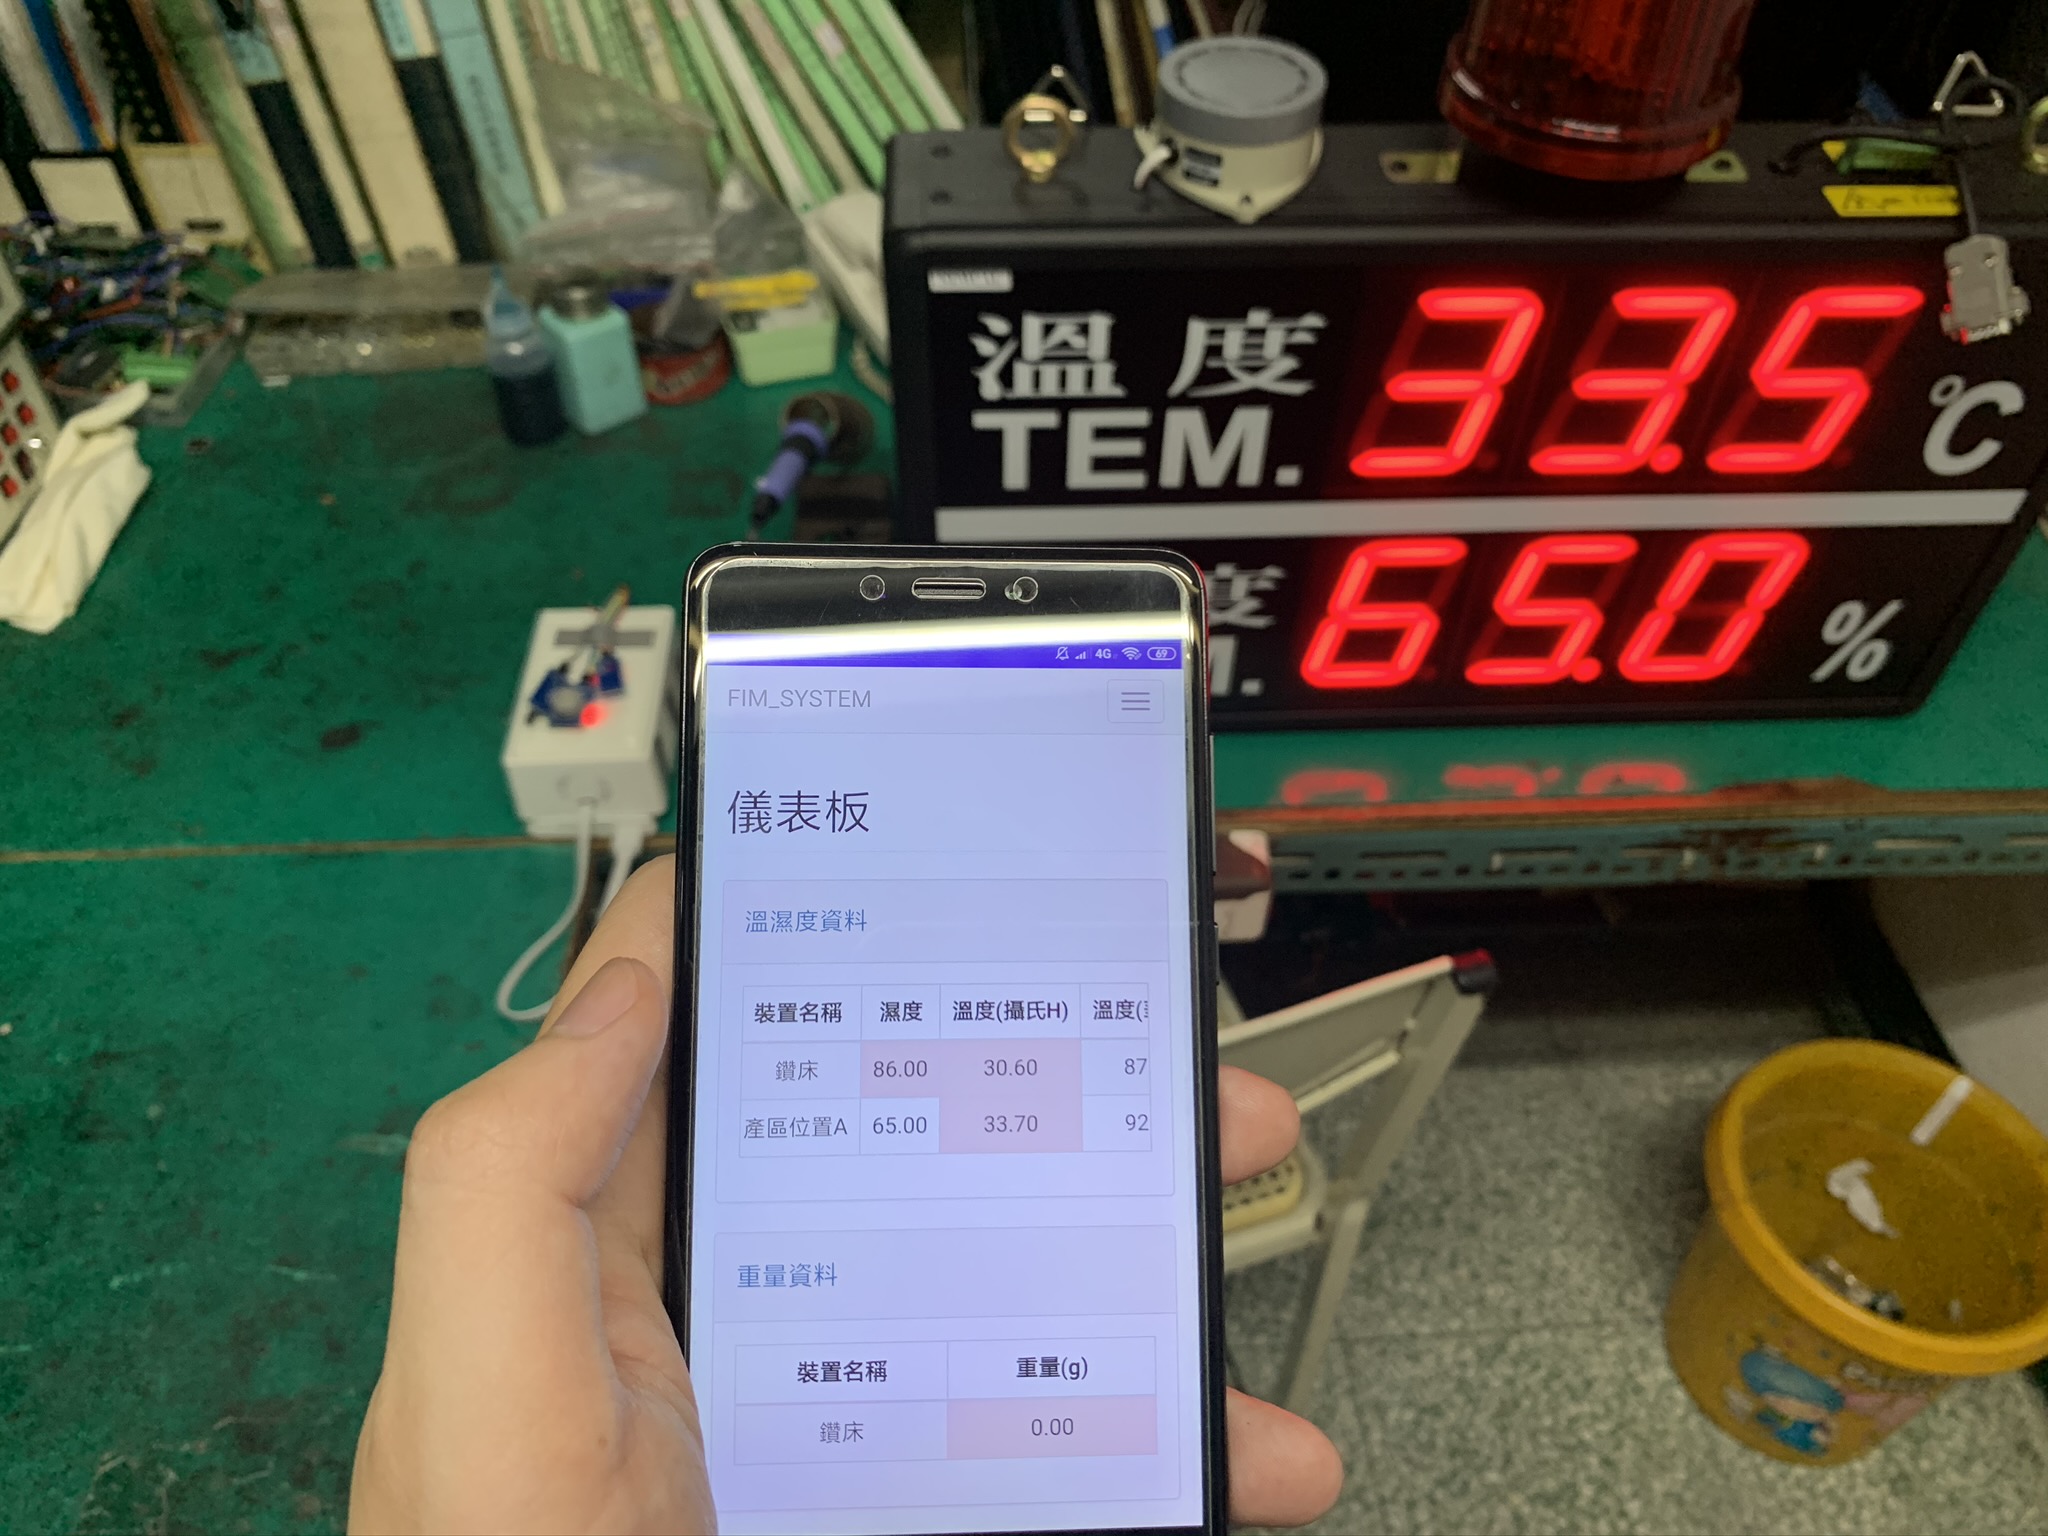 溫度 33.5 ℃
TEM.
度 65.0 %
M.
4G 69
FIM_SYSTEM
儀表板
溫濕度資料
裝置名稱 濕度 溫度(攝氏H) 溫度(
鑽床 86.00 30.60 87
產區位置A 65.00 33.70 92
重量資料
裝置名稱 重量(g)
鑽床 0.00